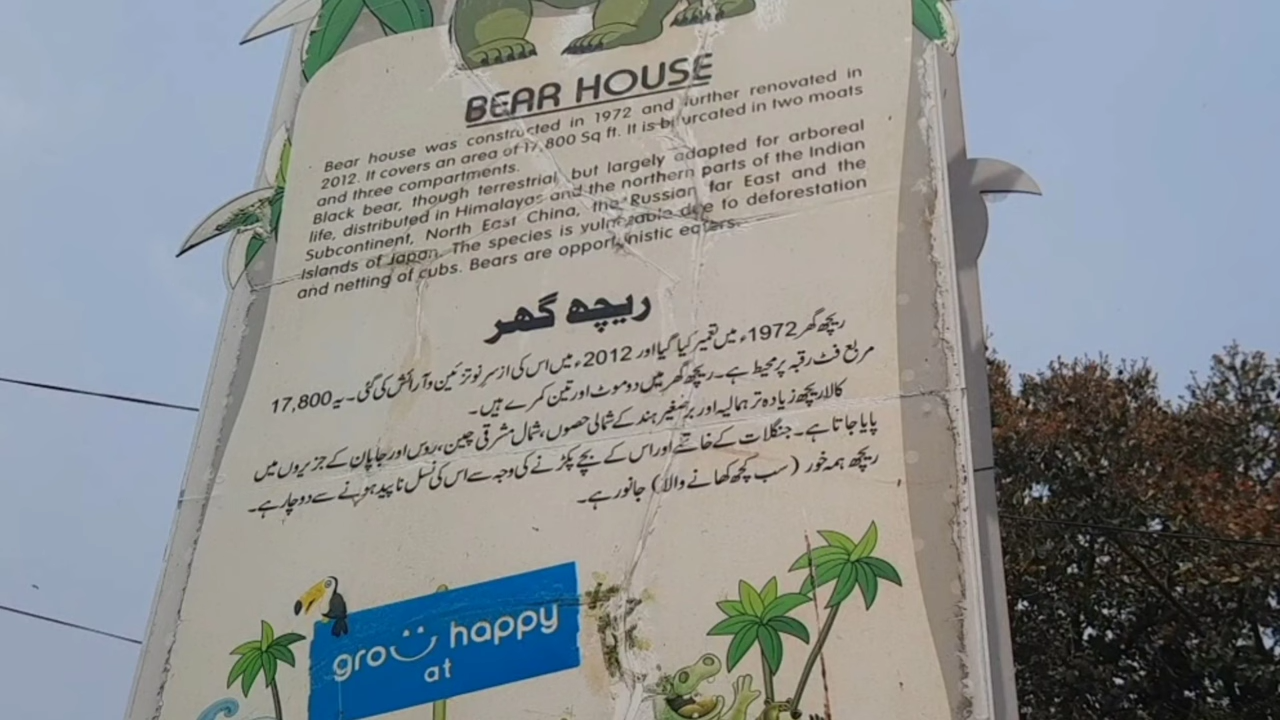 BEAR HOUSE
Bear house was constructed in 1972 and further renovated in
2012. It covers an area of 17,800 Sq ft. It is bifurcated in two moats
and three compartments.
Black bear, though terrestrial, but largely adapted for arboreal
life, distributed in Himalayas and the northern parts of the Indian
Subcontinent, North East China, the Russian far East and the
Islands of Japan. The species is vulnerable due to deforestation
and netting of cubs. Bears are opportunistic eaters.
ریچھ گھر
ریچھ گھر 1972ء میں تعمیر کیا گیا اور 2012ء میں اس کی از سرِ نو تزئین و آرائش کی گئی۔ یہ 17,800
مربع فٹ رقبہ پر محیط ہے۔ ریچھ گھر میں دو موٹ اور تین کمرے ہیں۔
کالا ریچھ زیادہ تر ہمالیہ اور برصغیر ہند کے شمالی حصوں، شمال مشرقی چین، روس اور جاپان کے جزیروں میں
پایا جاتا ہے۔ جنگلات کے خاتمے اور اس کے بچے پکڑنے کی وجہ سے اس کی نسل ناپید ہونے سے دوچار ہے۔
ریچھ ہمہ خور (سب کچھ کھانے والا) جانور ہے۔
grow happy
at